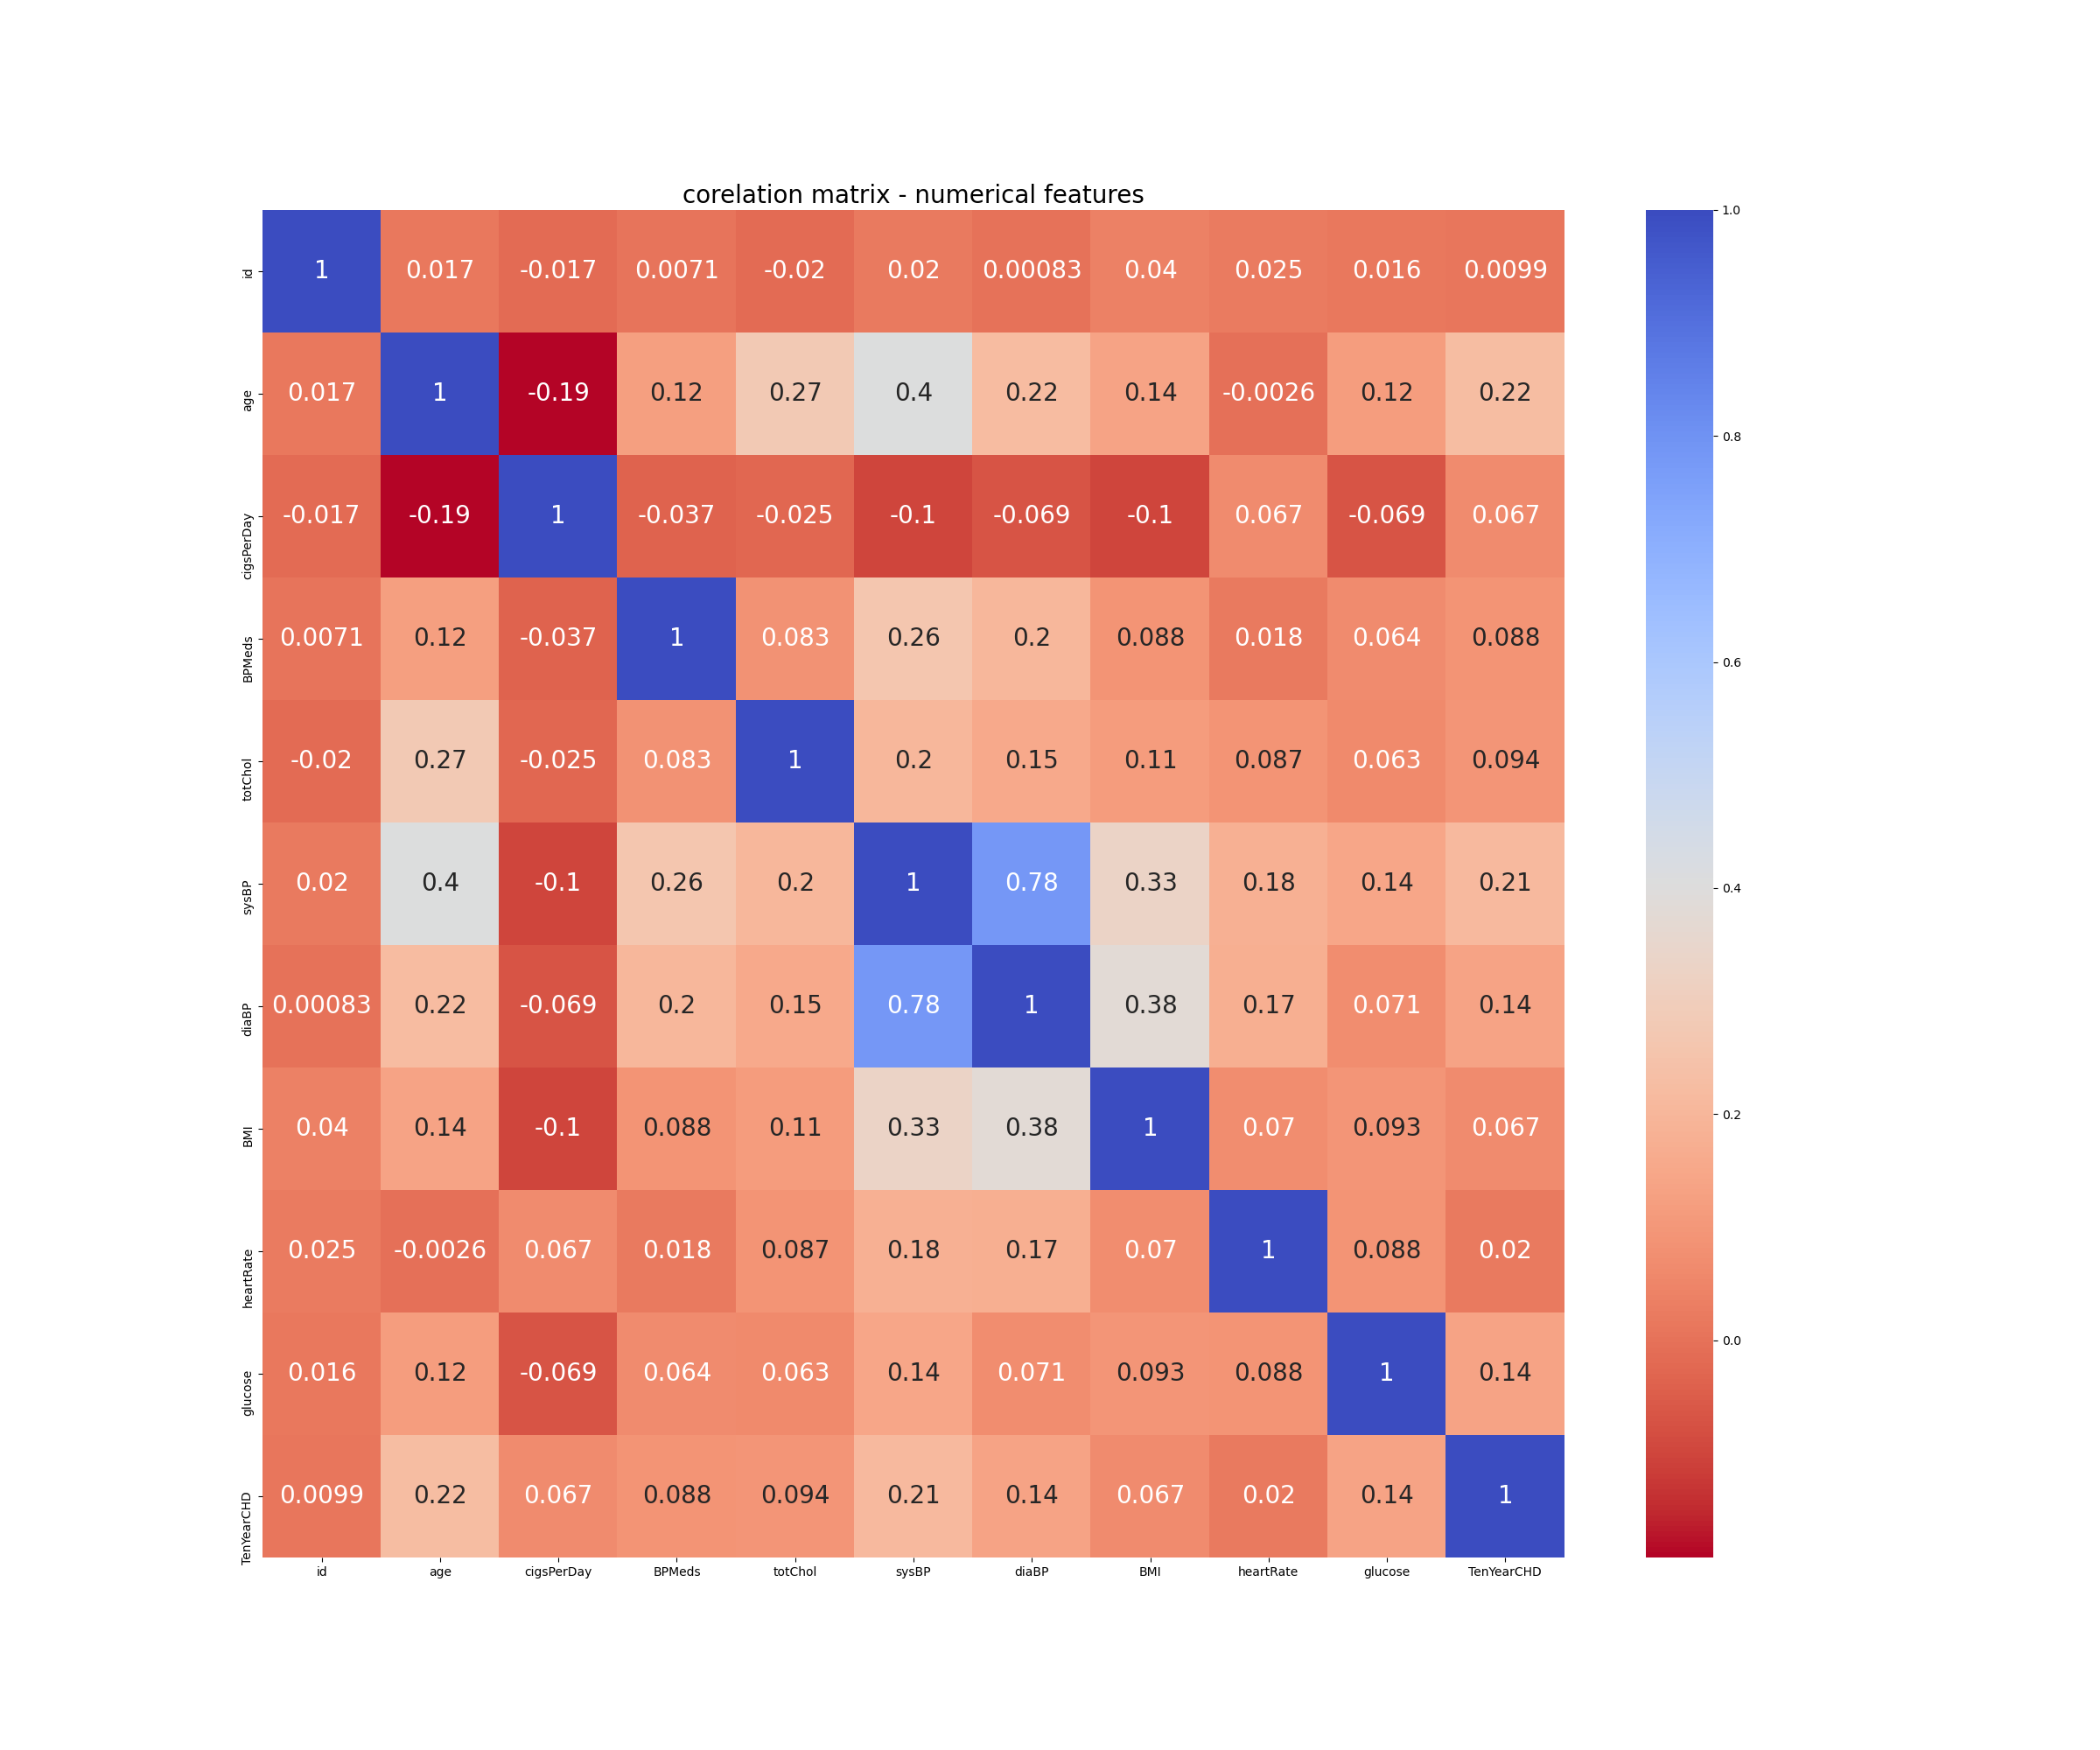 corelation matrix - numerical features
id 1 0.017 -0.017 0.0071 -0.02 0.02 0.00083 0.04 0.025 0.016 0.0099
age 0.017 1 -0.19 0.12 0.27 0.4 0.22 0.14 -0.0026 0.12 0.22
cigsPerDay -0.017 -0.19 1 -0.037 -0.025 -0.1 -0.069 -0.1 0.067 -0.069 0.067
BPMeds 0.0071 0.12 -0.037 1 0.083 0.26 0.2 0.088 0.018 0.064 0.088
totChol -0.02 0.27 -0.025 0.083 1 0.2 0.15 0.11 0.087 0.063 0.094
sysBP 0.02 0.4 -0.1 0.26 0.2 1 0.78 0.33 0.18 0.14 0.21
diaBP 0.00083 0.22 -0.069 0.2 0.15 0.78 1 0.38 0.17 0.071 0.14
BMI 0.04 0.14 -0.1 0.088 0.11 0.33 0.38 1 0.07 0.093 0.067
heartRate 0.025 -0.0026 0.067 0.018 0.087 0.18 0.17 0.07 1 0.088 0.02
glucose 0.016 0.12 -0.069 0.064 0.063 0.14 0.071 0.093 0.088 1 0.14
TenYearCHD 0.0099 0.22 0.067 0.088 0.094 0.21 0.14 0.067 0.02 0.14 1
id age cigsPerDay BPMeds totChol sysBP diaBP BMI heartRate glucose TenYearCHD
1.0
0.8
0.6
0.4
0.2
0.0